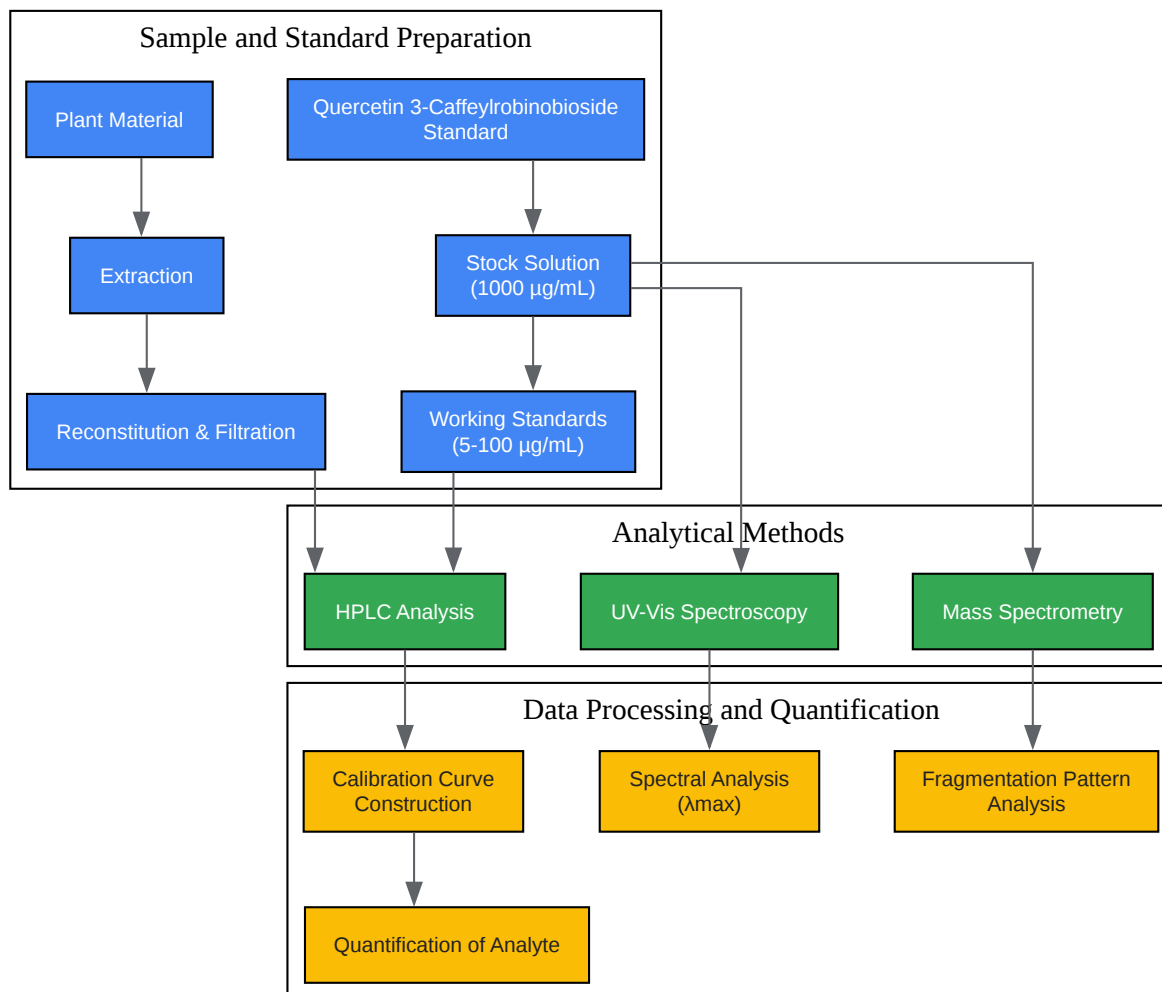 Sample and Standard Preparation
Plant Material
Quercetin 3-Caffeylrobinobioside
Standard
Extraction
Stock Solution
(1000 µg/mL)
Reconstitution & Filtration
Working Standards
(5-100 µg/mL)
Analytical Methods
HPLC Analysis
UV-Vis Spectroscopy
Mass Spectrometry
Data Processing and Quantification
Calibration Curve
Construction
Spectral Analysis
(λmax)
Fragmentation Pattern
Analysis
Quantification of Analyte